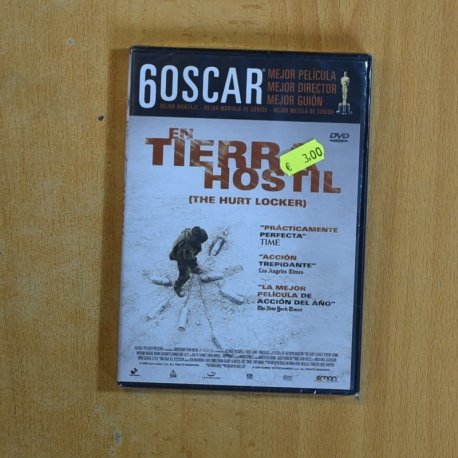 6 OSCAR
MEJOR PELÍCULA
MEJOR DIRECTOR
MEJOR GUIÓN
MEJOR MONTAJE - MEJOR MONTAJE DE SONIDO - MEJOR MEZCLA DE SONIDO
EN
TIERRA
HOSTIL
(THE HURT LOCKER)
DVD
€ 3,00
"PRÁCTICAMENTE
PERFECTA"
TIME
"ACCIÓN
TREPIDANTE"
Los Angeles Times
"LA MEJOR
PELÍCULA DE
ACCIÓN DEL AÑO"
The New York Times
emon